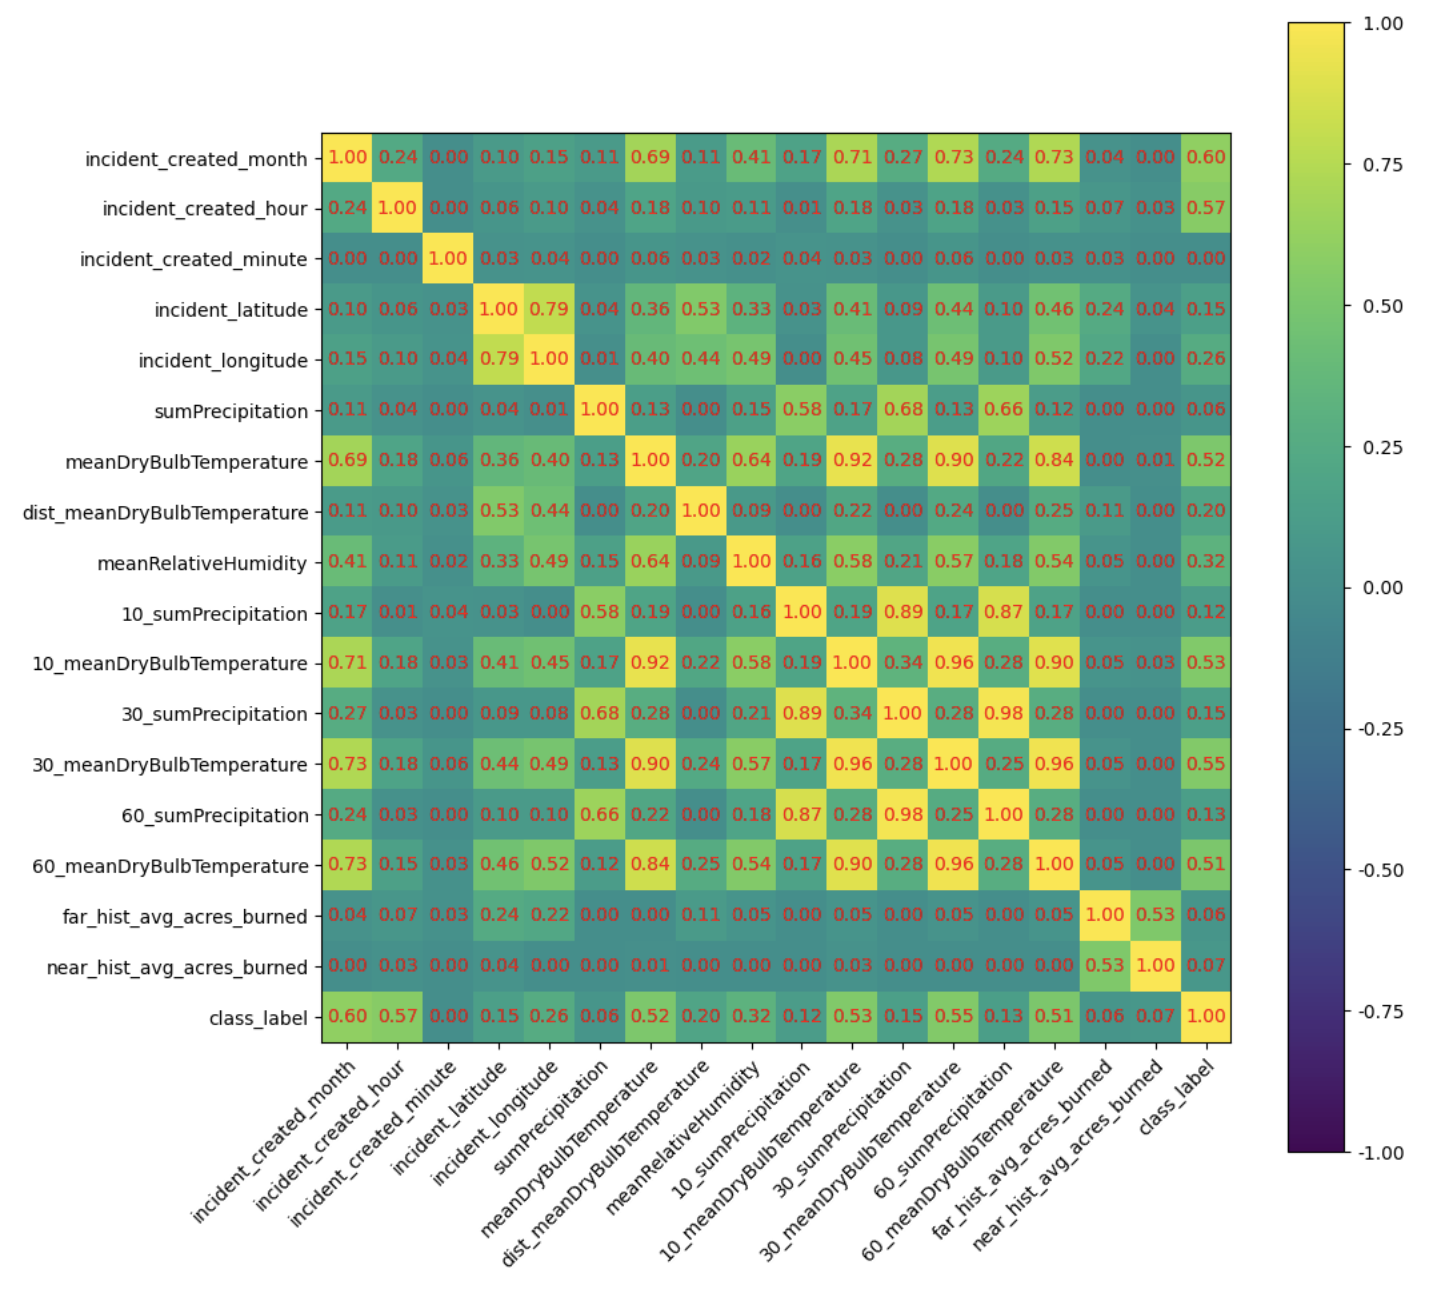 incident_created_month 1.00 0.24 0.00 0.10 0.15 0.11 0.69 0.11 0.41 0.17 0.71 0.27 0.73 0.24 0.73 0.04 0.00 0.60
incident_created_hour 0.24 1.00 0.00 0.06 0.10 0.04 0.18 0.10 0.11 0.01 0.18 0.03 0.18 0.03 0.15 0.07 0.03 0.57
incident_created_minute 0.00 0.00 1.00 0.03 0.04 0.00 0.06 0.03 0.02 0.04 0.03 0.00 0.06 0.00 0.03 0.03 0.00 0.00
incident_latitude 0.10 0.06 0.03 1.00 0.79 0.04 0.36 0.53 0.33 0.03 0.41 0.09 0.44 0.10 0.46 0.24 0.04 0.15
incident_longitude 0.15 0.10 0.04 0.79 1.00 0.01 0.40 0.44 0.49 0.00 0.45 0.08 0.49 0.10 0.52 0.22 0.00 0.26
sumPrecipitation 0.11 0.04 0.00 0.04 0.01 1.00 0.13 0.00 0.15 0.58 0.17 0.68 0.13 0.66 0.12 0.00 0.00 0.06
meanDryBulbTemperature 0.69 0.18 0.06 0.36 0.40 0.13 1.00 0.20 0.64 0.19 0.92 0.28 0.90 0.22 0.84 0.00 0.01 0.52
dist_meanDryBulbTemperature 0.11 0.10 0.03 0.53 0.44 0.00 0.20 1.00 0.09 0.00 0.22 0.00 0.24 0.00 0.25 0.11 0.00 0.20
meanRelativeHumidity 0.41 0.11 0.02 0.33 0.49 0.15 0.64 0.09 1.00 0.16 0.58 0.21 0.57 0.18 0.54 0.05 0.00 0.32
10_sumPrecipitation 0.17 0.01 0.04 0.03 0.00 0.58 0.19 0.00 0.16 1.00 0.19 0.89 0.17 0.87 0.17 0.00 0.00 0.12
10_meanDryBulbTemperature 0.71 0.18 0.03 0.41 0.45 0.17 0.92 0.22 0.58 0.19 1.00 0.34 0.96 0.28 0.90 0.05 0.03 0.53
30_sumPrecipitation 0.27 0.03 0.00 0.09 0.08 0.68 0.28 0.00 0.21 0.89 0.34 1.00 0.28 0.98 0.28 0.00 0.00 0.15
30_meanDryBulbTemperature 0.73 0.18 0.06 0.44 0.49 0.13 0.90 0.24 0.57 0.17 0.96 0.28 1.00 0.25 0.96 0.05 0.00 0.55
60_sumPrecipitation 0.24 0.03 0.00 0.10 0.10 0.66 0.22 0.00 0.18 0.87 0.28 0.98 0.25 1.00 0.28 0.00 0.00 0.13
60_meanDryBulbTemperature 0.73 0.15 0.03 0.46 0.52 0.12 0.84 0.25 0.54 0.17 0.90 0.28 0.96 0.28 1.00 0.05 0.00 0.51
far_hist_avg_acres_burned 0.04 0.07 0.03 0.24 0.22 0.00 0.00 0.11 0.05 0.00 0.05 0.00 0.05 0.00 0.05 1.00 0.53 0.06
near_hist_avg_acres_burned 0.00 0.03 0.00 0.04 0.00 0.00 0.01 0.00 0.00 0.00 0.03 0.00 0.00 0.00 0.00 0.53 1.00 0.07
class_label 0.60 0.57 0.00 0.15 0.26 0.06 0.52 0.20 0.32 0.12 0.53 0.15 0.55 0.13 0.51 0.06 0.07 1.00
incident_created_month
incident_created_hour
incident_created_minute
incident_latitude
incident_longitude
sumPrecipitation
meanDryBulbTemperature
dist_meanDryBulbTemperature
meanRelativeHumidity
10_sumPrecipitation
10_meanDryBulbTemperature
30_sumPrecipitation
30_meanDryBulbTemperature
60_sumPrecipitation
60_meanDryBulbTemperature
far_hist_avg_acres_burned
near_hist_avg_acres_burned
class_label
1.00
0.75
0.50
0.25
0.00
-0.25
-0.50
-0.75
-1.00